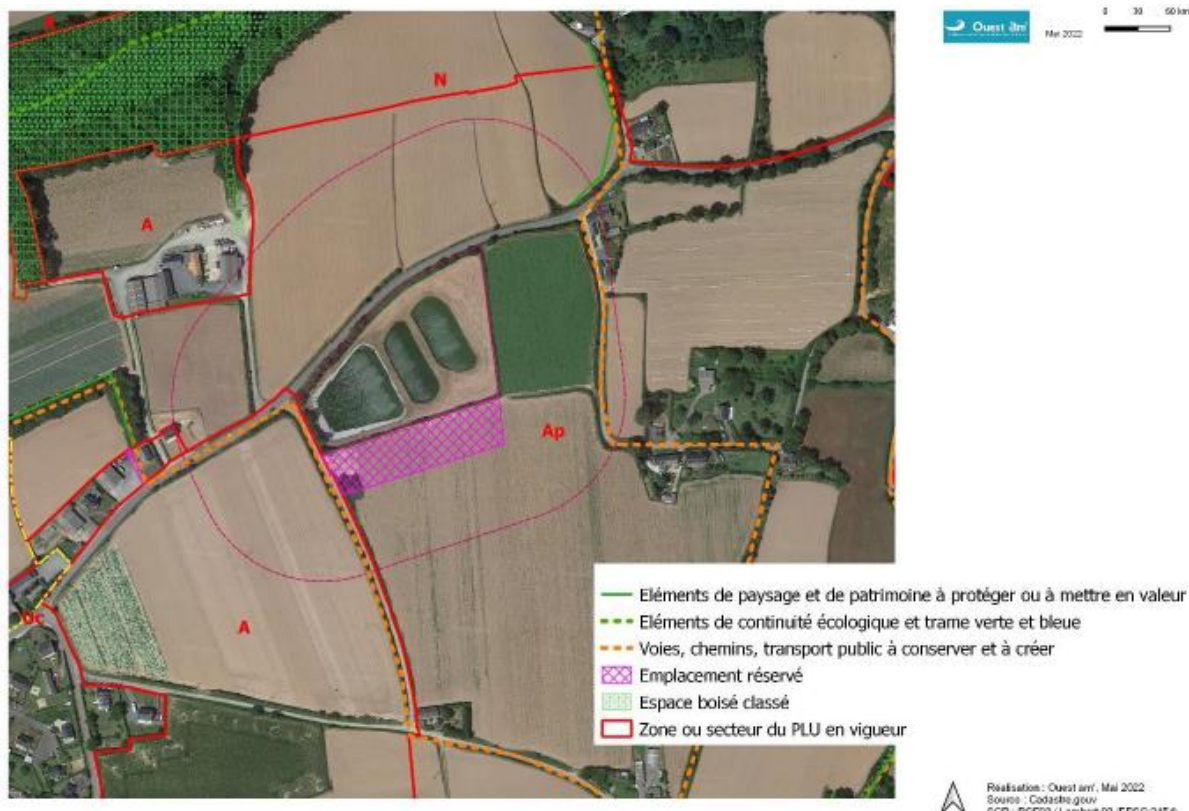 Ouest am'
Mai 2022
0 30 60 km
N
A
Ap
A
Uc
Eléments de paysage et de patrimoine à protéger ou à mettre en valeur
Eléments de continuité écologique et trame verte et bleue
Voies, chemins, transport public à conserver et à créer
Emplacement réservé
Espace boisé classé
Zone ou secteur du PLU en vigueur
Réalisation : Ouest am', Mai 2022
Source : Cadastre.gouv